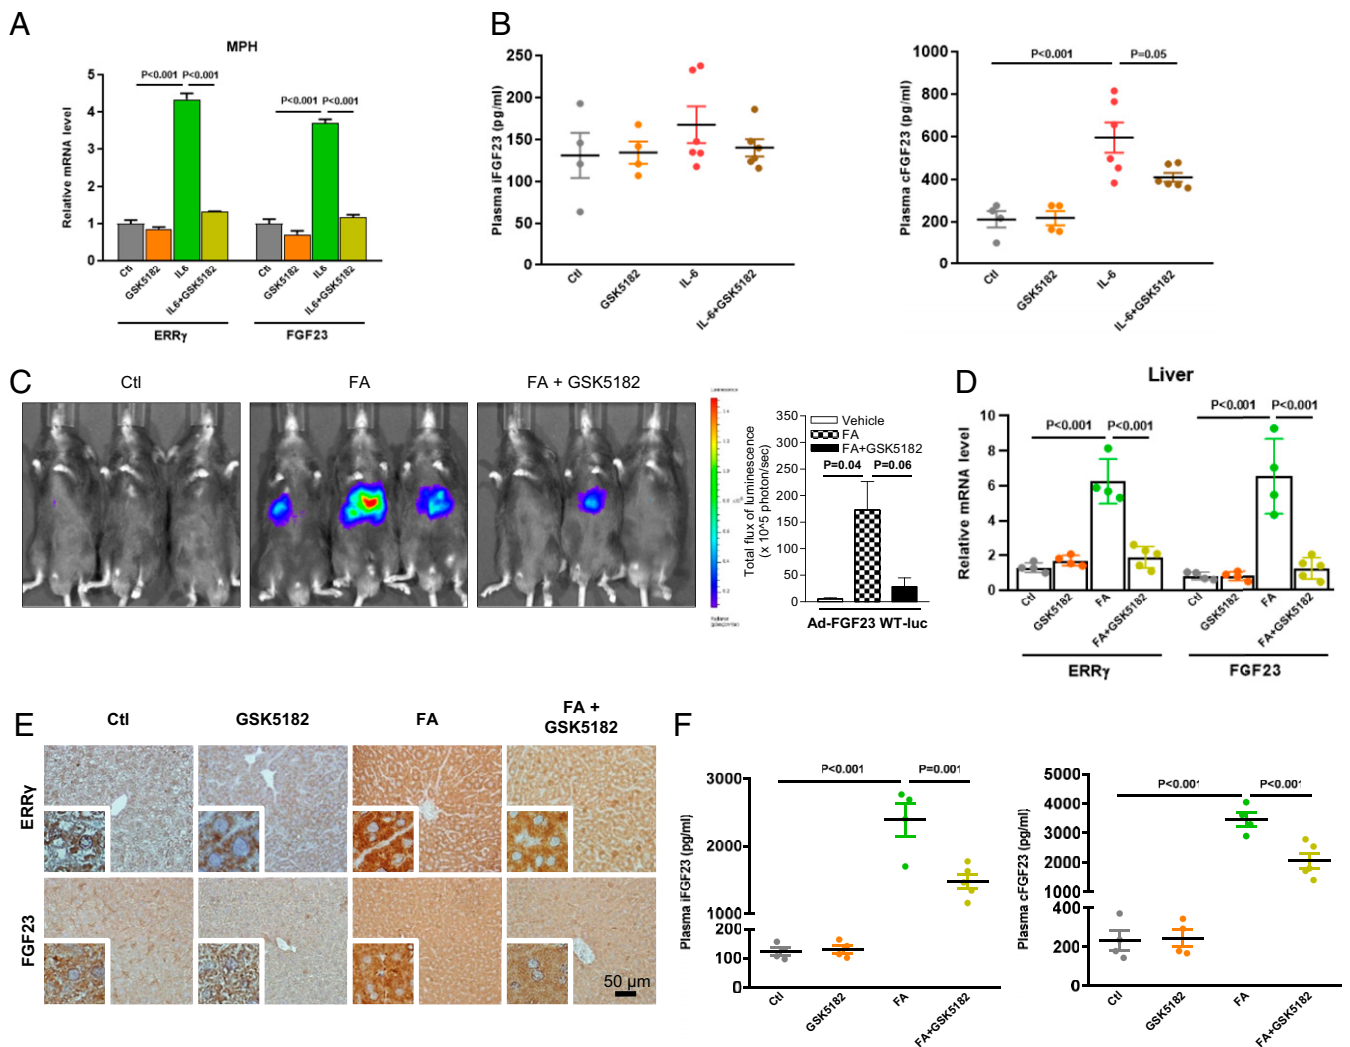 A
MPH
Relative mRNA level
5
4
3
2
1
0
P<0.001 P<0.001
P<0.001 P<0.001
Ctl
GSK5182
IL6
IL6+GSK5182
Ctl
GSK5182
IL6
IL6+GSK5182
ERRγ
FGF23
B
Plasma iFGF23 (pg/ml)
250
200
150
100
50
0
Ctl
GSK5182
IL-6
IL-6+GSK5182
Plasma cFGF23 (pg/ml)
1000
800
600
400
200
0
P<0.001
P=0.05
Ctl
GSK5182
IL-6
IL-6+GSK5182
C
Ctl
FA
FA + GSK5182
Total flux of luminescence
(x 10^5 photon/sec)
350
300
250
200
150
100
50
0
Vehicle
FA
FA+GSK5182
P=0.04 P=0.06
Ad-FGF23 WT-luc
D
Liver
Relative mRNA level
10
8
6
4
2
0
P<0.001 P<0.001
P<0.001 P<0.001
Ctl
GSK5182
FA
FA+GSK5182
Ctl
GSK5182
FA
FA+GSK5182
ERRγ
FGF23
E
Ctl
GSK5182
FA
FA +
GSK5182
ERRγ
FGF23
50 μm
F
Plasma iFGF23 (pg/ml)
3000
2000
1000
200
100
0
P<0.001
P=0.001
Ctl
GSK5182
FA
FA+GSK5182
Plasma cFGF23 (pg/ml)
5000
4000
3000
2000
1000
400
200
0
P<0.001
P<0.001
Ctl
GSK5182
FA
FA+GSK5182